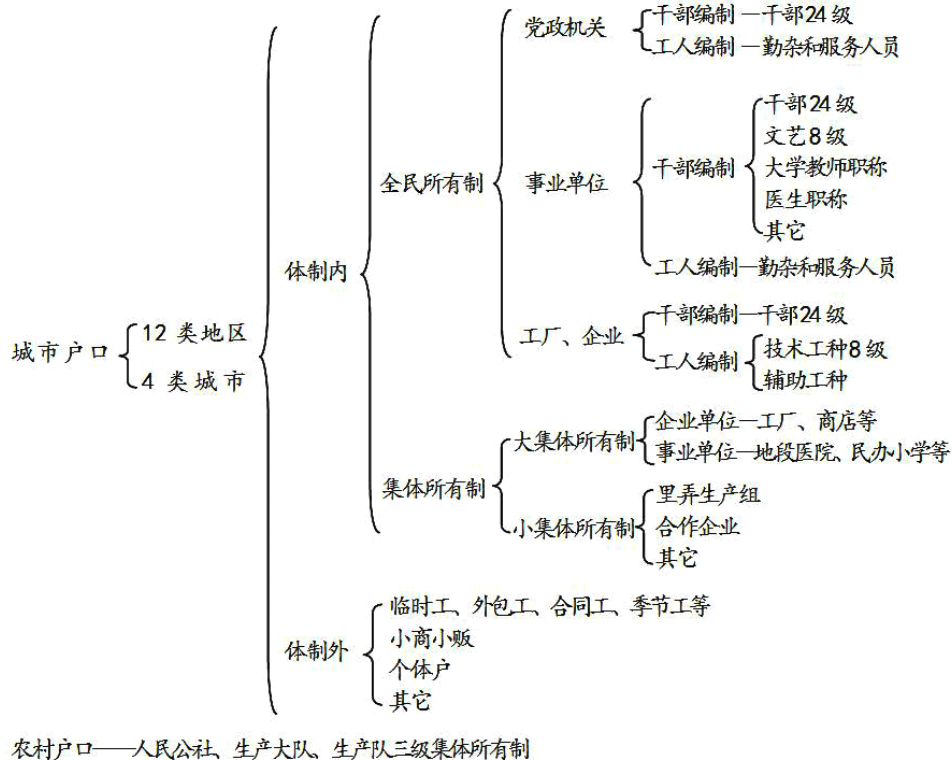 城市户口
12 类地区
4 类城市
体制内
全民所有制
党政机关
干部编制—干部24级
工人编制—勤杂和服务人员
事业单位
干部编制
干部24级
文艺8级
大学教师职称
医生职称
其它
工人编制—勤杂和服务人员
工厂、企业
干部编制—干部24级
工人编制
技术工种8级
辅助工种
集体所有制
大集体所有制
企业单位—工厂、商店等
事业单位—地段医院、民办小学等
小集体所有制
里弄生产组
合作企业
其它
体制外
临时工、外包工、合同工、季节工等
小商小贩
个体户
其它
农村户口——人民公社、生产大队、生产队三级集体所有制